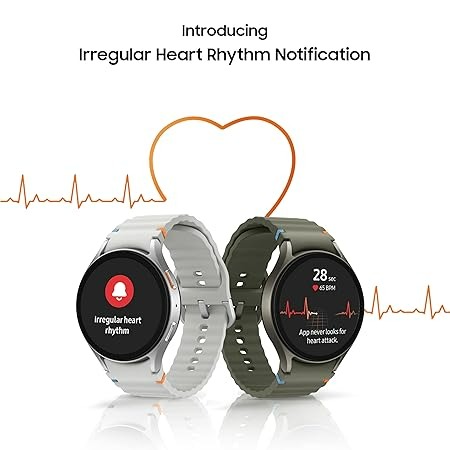 Introducing
Irregular Heart Rhythm Notification
Irregular heart
rhythm
28 SEC
65 BPM
App never looks for
heart attack.